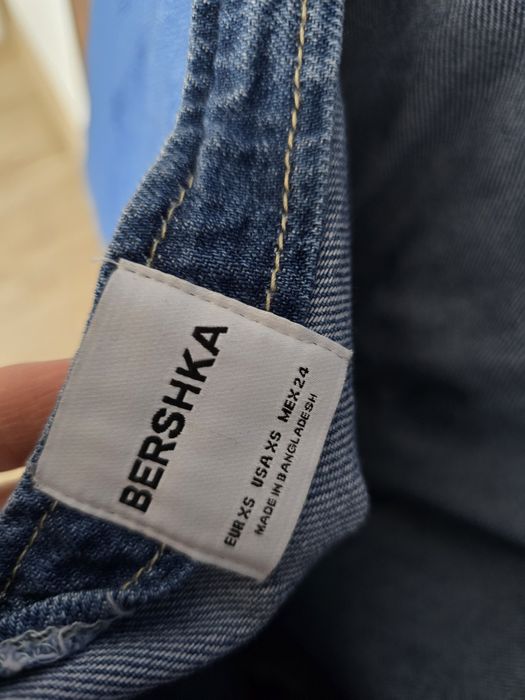 BERSHKA
EUR XS USA XS MEX 24
MADE IN BANGLADESH